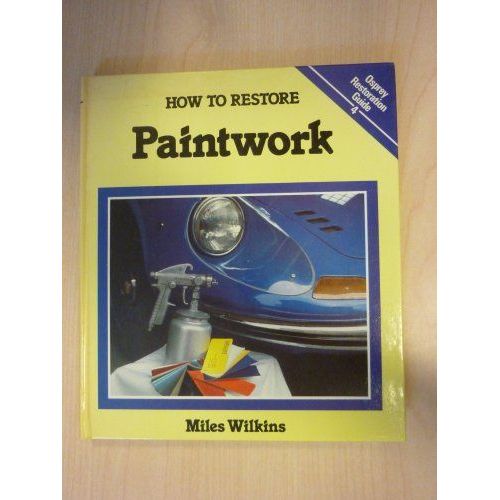 HOW TO RESTORE
Paintwork
Osprey
Restoration
Guide
4
Miles Wilkins